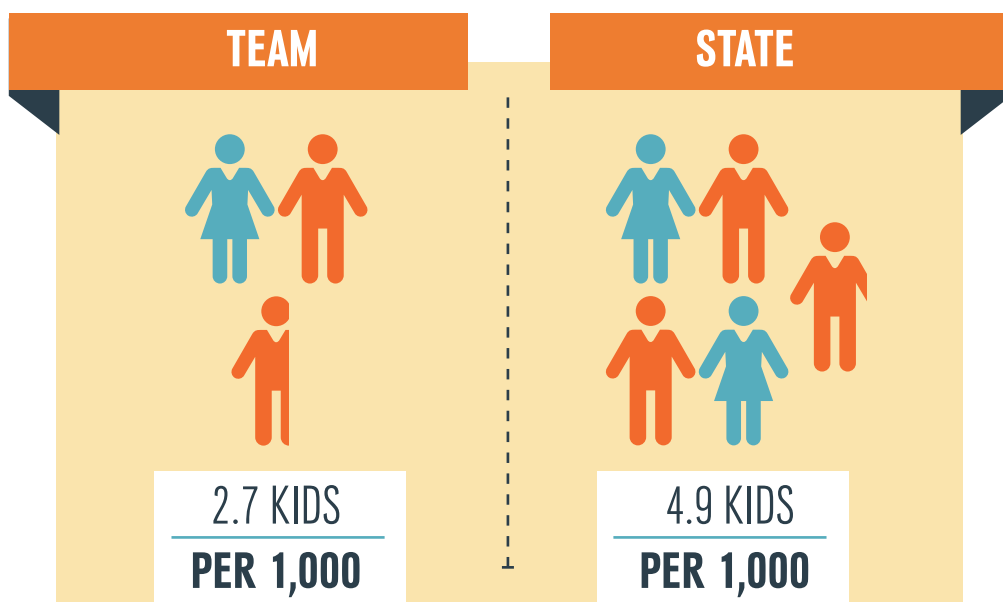 TEAM
STATE
2.7 KIDS
PER 1,000
4.9 KIDS
PER 1,000